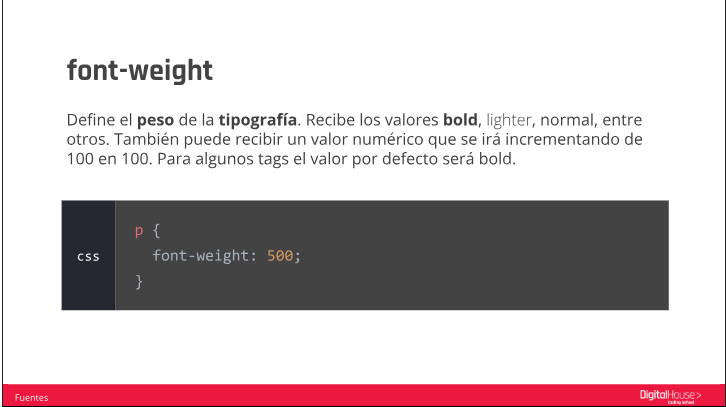 font-weight
Define el peso de la tipografía. Recibe los valores bold, lighter, normal, entre
otros. También puede recibir un valor numérico que se irá incrementando de
100 en 100. Para algunos tags el valor por defecto será bold.
css
p {
font-weight: 500;
}
Fuentes
DigitalHouse>
Coding School